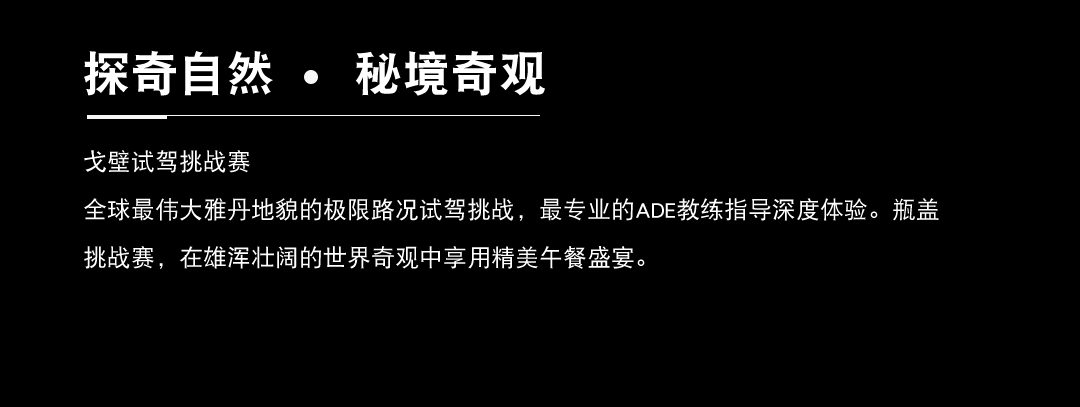 探奇自然 • 秘境奇观
戈壁试驾挑战赛
全球最伟大雅丹地貌的极限路况试驾挑战，最专业的ADE教练指导深度体验。瓶盖
挑战赛，在雄浑壮阔的世界奇观中享用精美午餐盛宴。